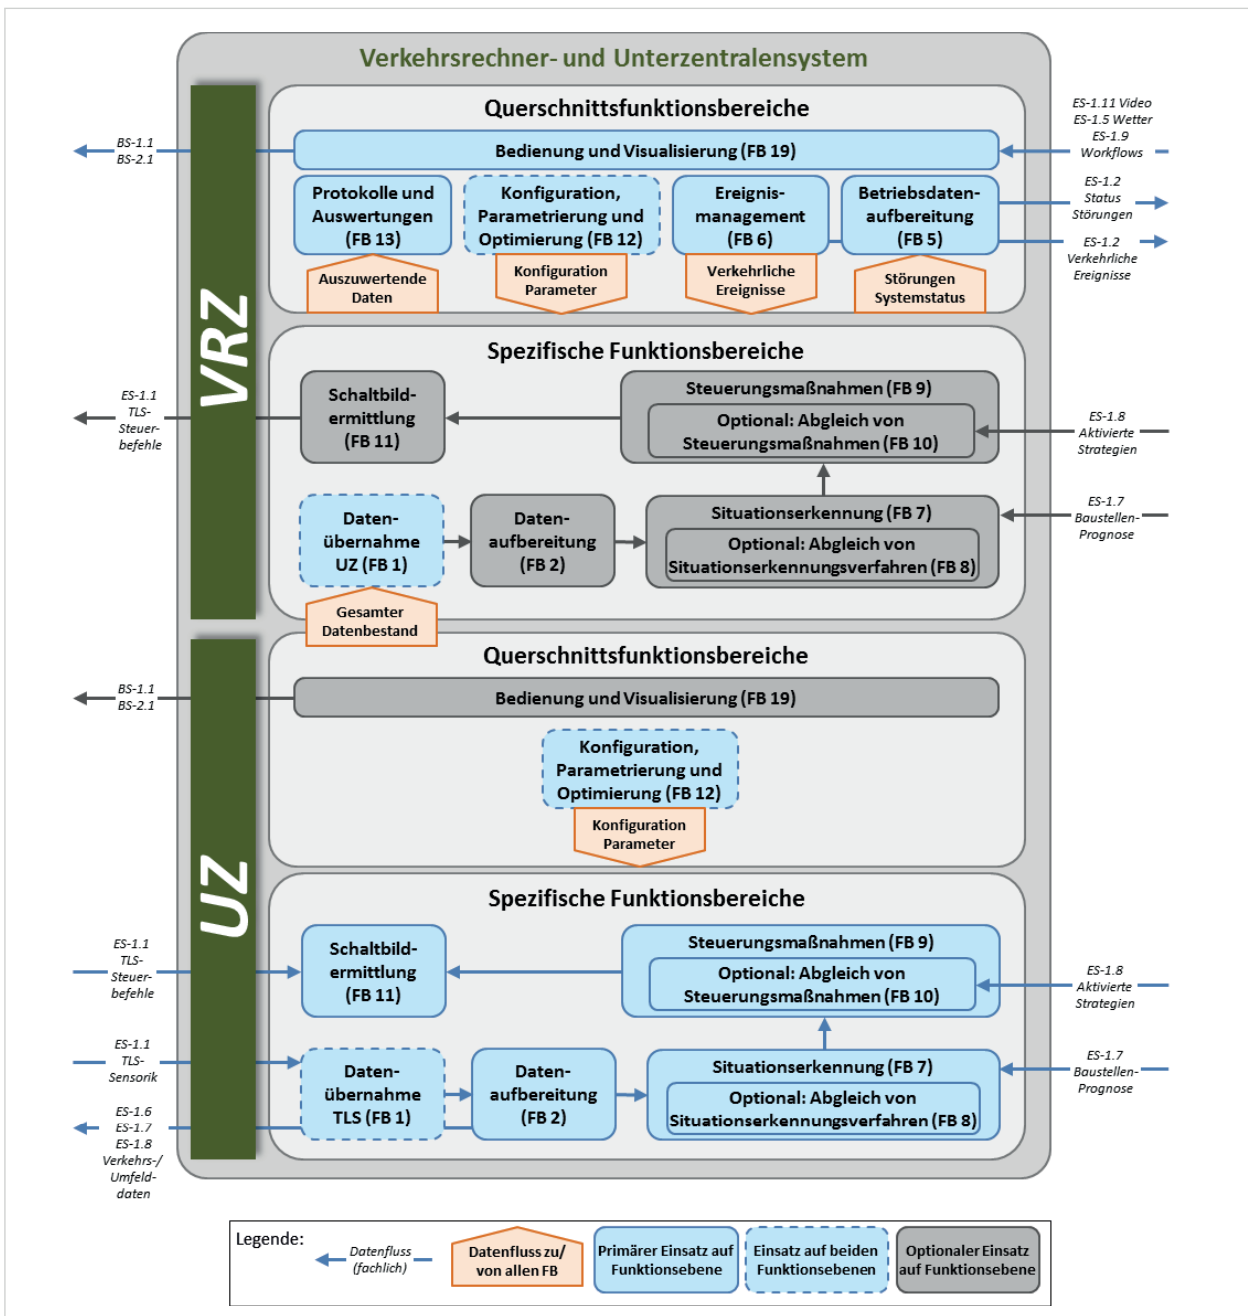 Verkehrsrechner- und Unterzentralensystem
VRZ
Querschnittsfunktionsbereiche
BS-1.1
BS-2.1
Bedienung und Visualisierung (FB 19)
ES-1.11 Video
ES-1.5 Wetter
ES-1.9
Workflows
Protokolle und
Auswertungen
(FB 13)
Konfiguration,
Parametrierung und
Optimierung (FB 12)
Ereignis-
management
(FB 6)
Betriebsdaten-
aufbereitung
(FB 5)
ES-1.2
Status
Störungen
ES-1.2
Verkehrliche
Ereignisse
Auszuwertende
Daten
Konfiguration
Parameter
Verkehrliche
Ereignisse
Störungen
Systemstatus
Spezifische Funktionsbereiche
ES-1.1
TLS-
Steuer-
befehle
Schaltbild-
ermittlung
(FB 11)
Steuerungsmaßnahmen (FB 9)
Optional: Abgleich von
Steuerungsmaßnahmen (FB 10)
ES-1.8
Aktivierte
Strategien
Daten-
übernahme
UZ (FB 1)
Daten-
aufbereitung
(FB 2)
Situationserkennung (FB 7)
Optional: Abgleich von
Situationserkennungsverfahren (FB 8)
ES-1.7
Baustellen-
Prognose
Gesamter
Datenbestand
UZ
Querschnittsfunktionsbereiche
BS-1.1
BS-2.1
Bedienung und Visualisierung (FB 19)
Konfiguration,
Parametrierung und
Optimierung (FB 12)
Konfiguration
Parameter
Spezifische Funktionsbereiche
ES-1.1
TLS-
Steuer-
befehle
Schaltbild-
ermittlung
(FB 11)
Steuerungsmaßnahmen (FB 9)
Optional: Abgleich von
Steuerungsmaßnahmen (FB 10)
ES-1.8
Aktivierte
Strategien
ES-1.1
TLS-
Sensorik
Daten-
übernahme
TLS (FB 1)
Daten-
aufbereitung
(FB 2)
Situationserkennung (FB 7)
Optional: Abgleich von
Situationserkennungsverfahren (FB 8)
ES-1.7
Baustellen-
Prognose
ES-1.6
ES-1.7
ES-1.8
Verkehrs-/
Umfeld-
daten
Legende:
Datenfluss
(fachlich)
Datenfluss zu/
von allen FB
Primärer Einsatz auf
Funktionsebene
Einsatz auf beiden
Funktionsebenen
Optionaler Einsatz
auf Funktionsebene